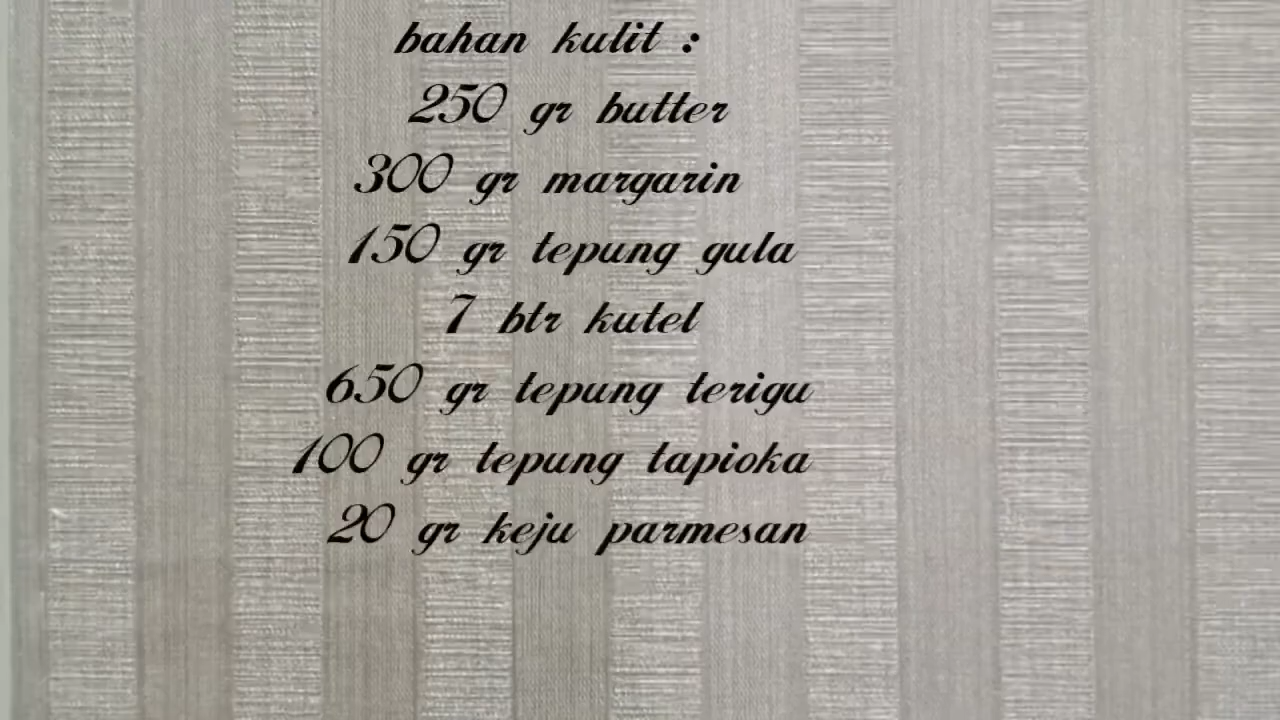 bahan kulit :
250 gr butter
300 gr margarin
150 gr tepung gula
7 btr kutel
650 gr tepung terigu
100 gr tepung tapioka
20 gr keju parmesan